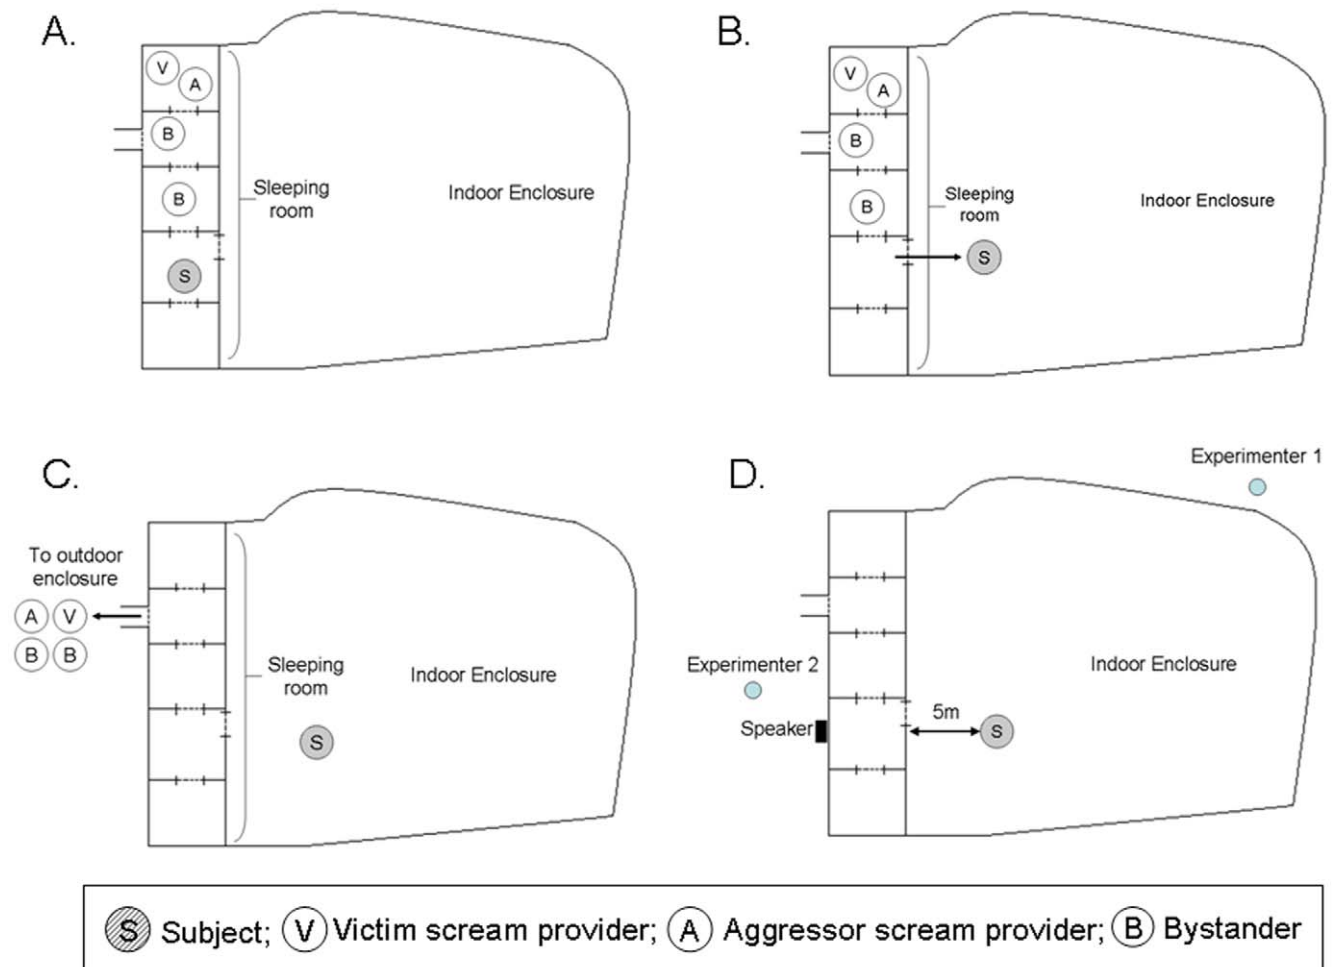 A.
V
A
B
B
S
Sleeping
room
Indoor Enclosure
B.
V
A
B
B
Sleeping
room
S
Indoor Enclosure
C.
To outdoor
enclosure
A V
B B
Sleeping
room
Indoor Enclosure
S
D.
Experimenter 1
Experimenter 2
Speaker
5m
S
Indoor Enclosure
S Subject; V Victim scream provider; A Aggressor scream provider; B Bystander